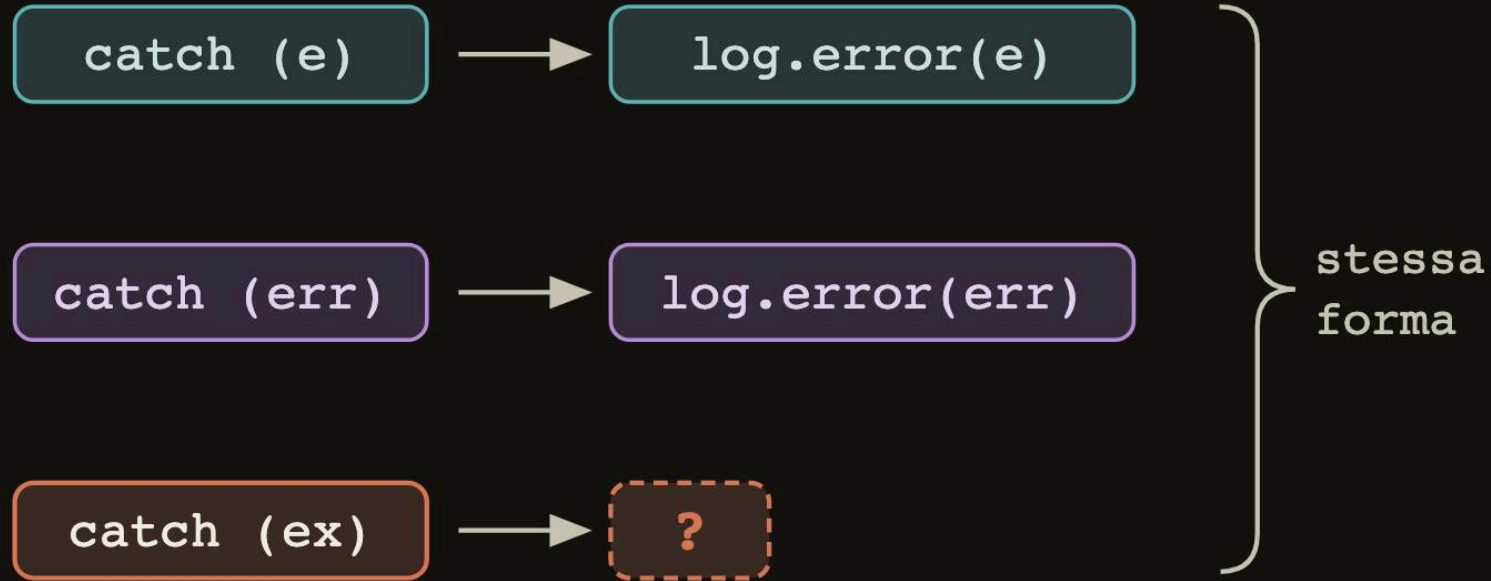 catch (e)
log.error(e)
catch (err)
log.error(err)
stessa
forma
catch (ex)
?